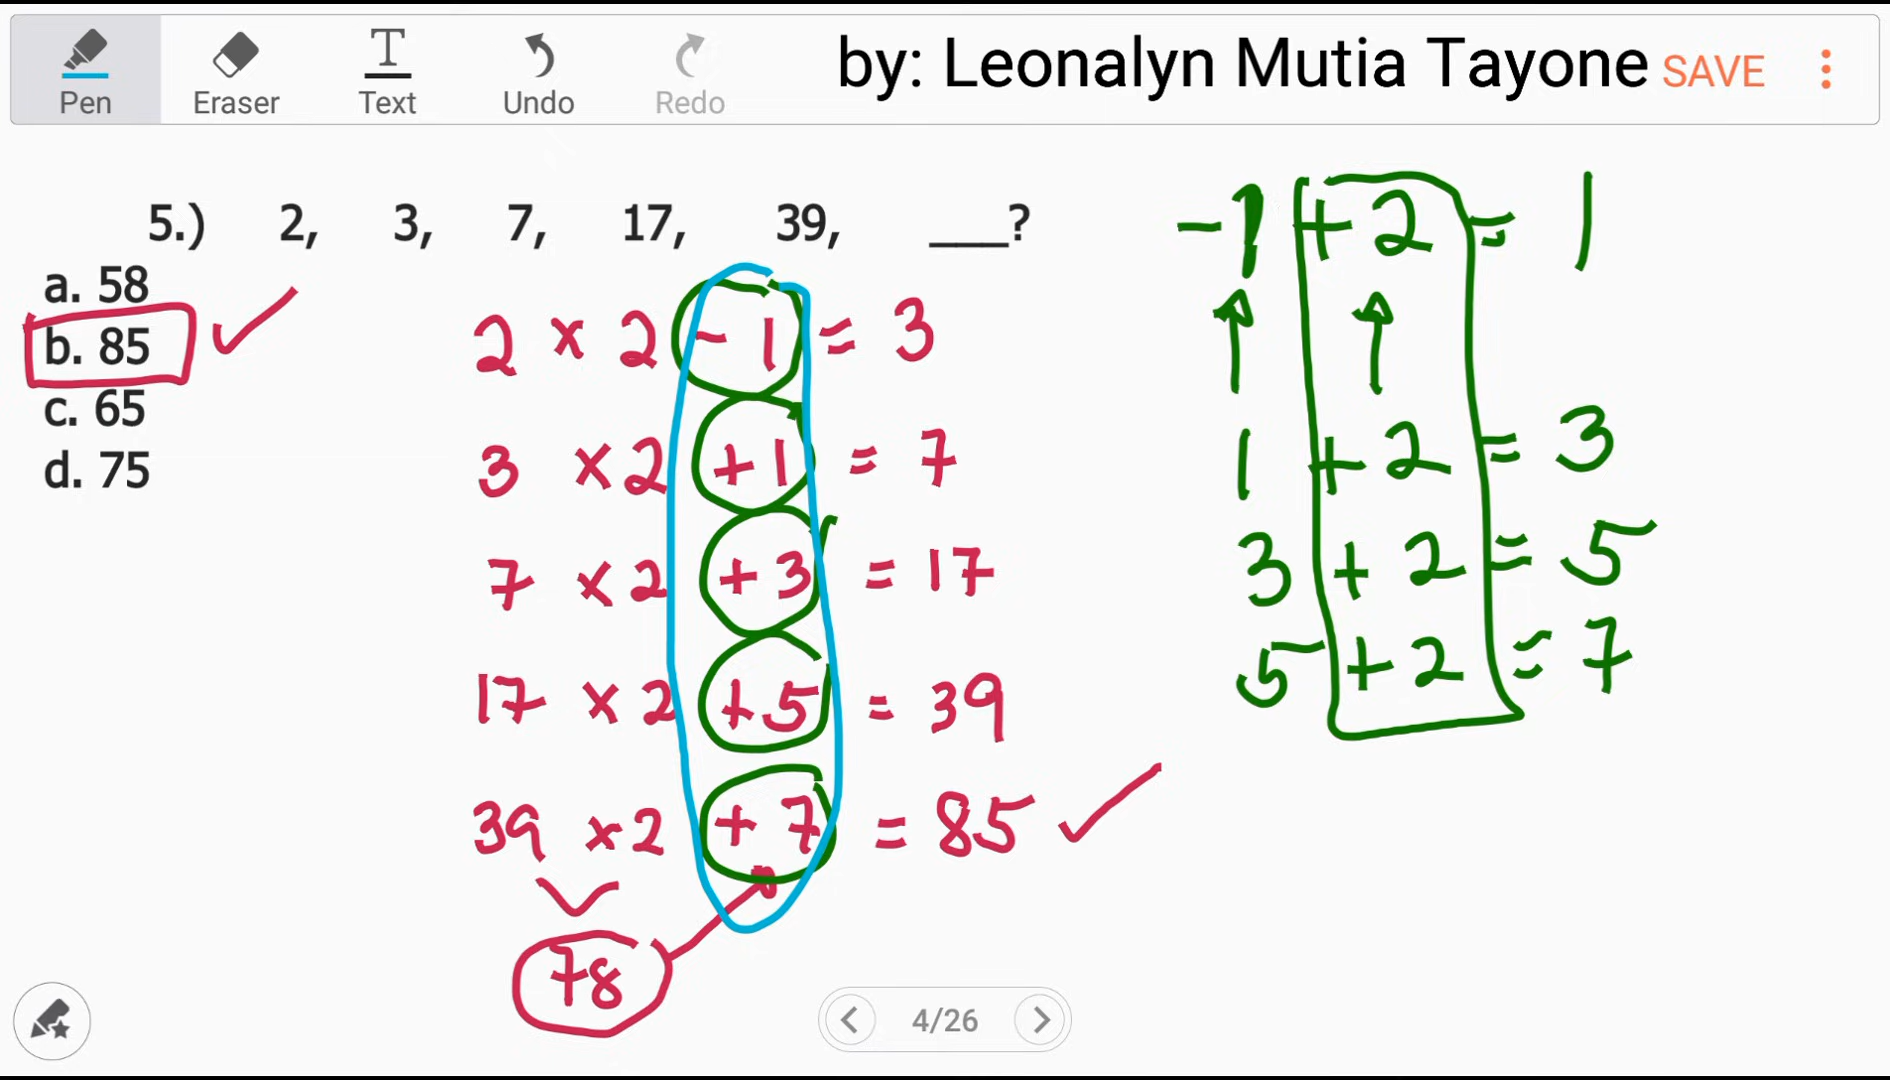 by: Leonalyn Mutia Tayone
SAVE
Pen
Eraser
Text
Undo
Redo
5.) 2, 3, 7, 17, 39, ___?
a. 58
b. 85
c. 65
d. 75
2 × 2 - 1 = 3
3 × 2 + 1 = 7
7 × 2 + 3 = 17
17 × 2 + 5 = 39
39 × 2 + 7 = 85
78
-1 + 2 = 1
1 + 2 = 3
3 + 2 = 5
5 + 2 = 7
4/26